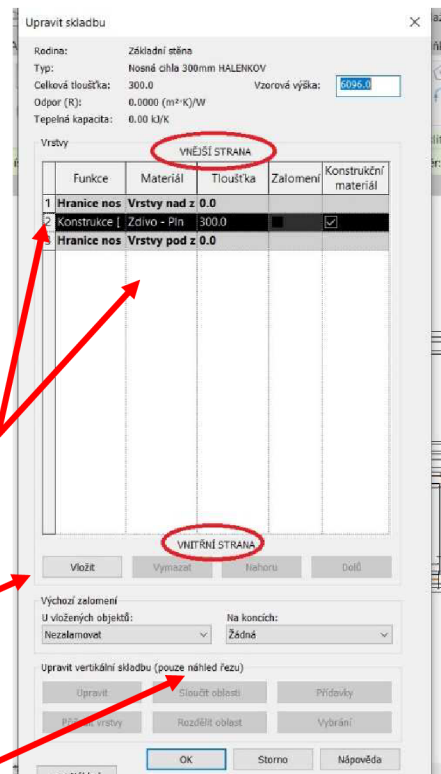 Upravit skladbu
Rodina: Základní stěna
Typ: Nosná cihla 300mm HALENKOV
Celková tloušťka: 300.0 Vzorová výška: 6096.0
Odpor (R): 0.0000 (m²·K)/W
Tepelná kapacita: 0.00 kJ/K
Vrstvy
VNĚJŠÍ STRANA
Funkce Materiál Tloušťka Zalomení Konstrukční materiál
1 Hranice nos Vrstvy nad z 0.0
2 Konstrukce [ Zdivo - Pln 300.0
Hranice nos Vrstvy pod z 0.0
VNITŘNÍ STRANA
Vložit Vymazat Nahoru Dolů
Výchozí zalomení
U vložených objektů: Na koncích:
Nezalamovat Žádná
Upravit vertikální skladbu (pouze náhled řezu)
Upravit Sloučit oblasti Přídavky
vrstvy Rozdělit oblast Vybrání
OK Storno Nápověda